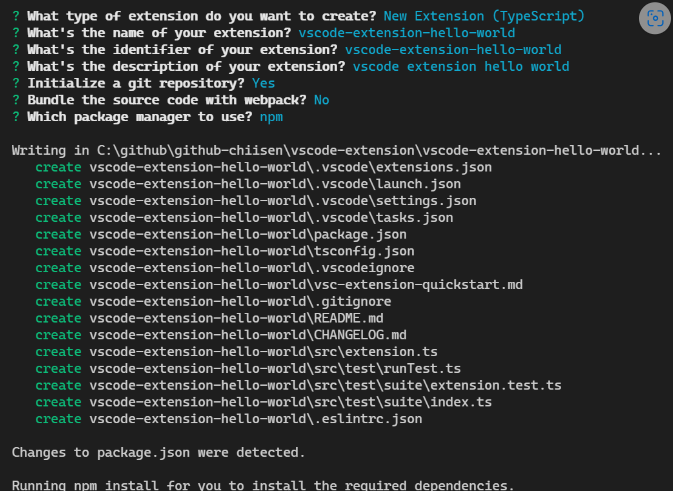 ? What type of extension do you want to create? New Extension (TypeScript)
? What's the name of your extension? vscode-extension-hello-world
? What's the identifier of your extension? vscode-extension-hello-world
? What's the description of your extension? vscode extension hello world
? Initialize a git repository? Yes
? Bundle the source code with webpack? No
? Which package manager to use? npm
Writing in C:\github\github-chiisen\vscode-extension\vscode-extension-hello-world...
create vscode-extension-hello-world\.vscode\extensions.json
create vscode-extension-hello-world\.vscode\launch.json
create vscode-extension-hello-world\.vscode\settings.json
create vscode-extension-hello-world\.vscode\tasks.json
create vscode-extension-hello-world\package.json
create vscode-extension-hello-world\tsconfig.json
create vscode-extension-hello-world\.vscodeignore
create vscode-extension-hello-world\vsc-extension-quickstart.md
create vscode-extension-hello-world\.gitignore
create vscode-extension-hello-world\README.md
create vscode-extension-hello-world\CHANGELOG.md
create vscode-extension-hello-world\src\extension.ts
create vscode-extension-hello-world\src\test\runTest.ts
create vscode-extension-hello-world\src\test\suite\extension.test.ts
create vscode-extension-hello-world\src\test\suite\index.ts
create vscode-extension-hello-world\.eslintrc.json
Changes to package.json were detected.
Running npm install for you to install the required dependencies.